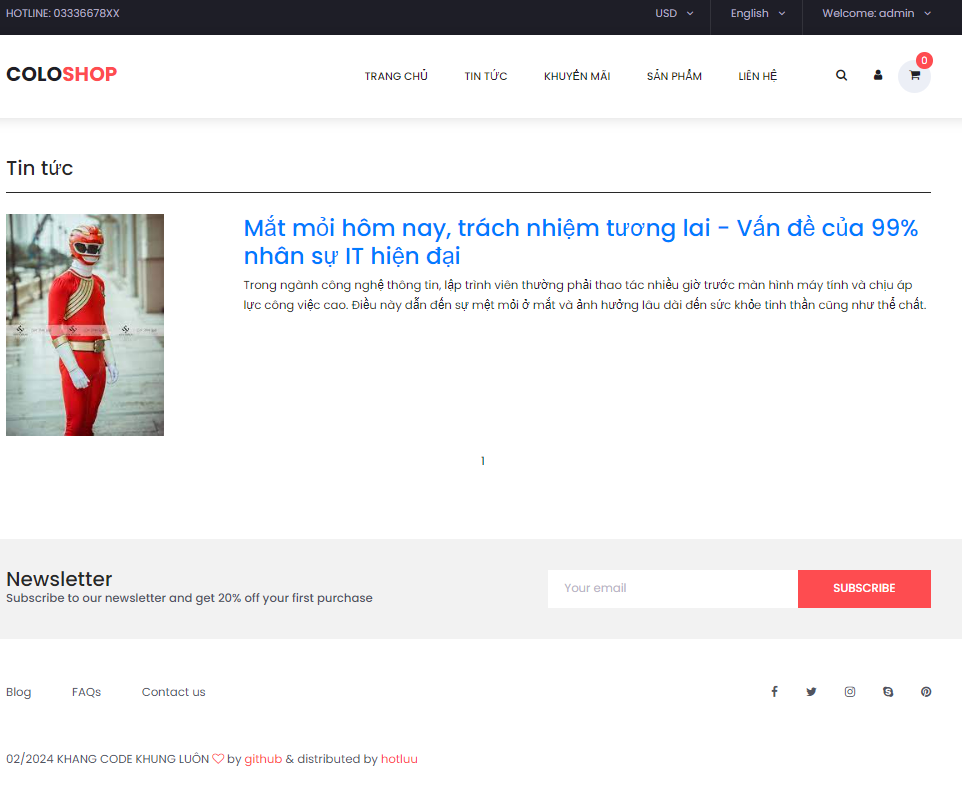 HOTLINE: 03336678XX
USD
English
Welcome: admin
COLOSHOP
TRANG CHỦ
TIN TỨC
KHUYẾN MÃI
SẢN PHẨM
LIÊN HỆ
0
Tin tức
Mắt mỏi hôm nay, trách nhiệm tương lai - Vấn đề của 99%
nhân sự IT hiện đại
Trong ngành công nghệ thông tin, lập trình viên thường phải thao tác nhiều giờ trước màn hình máy tính và chịu áp
lực công việc cao. Điều này dẫn đến sự mệt mỏi ở mắt và ảnh hưởng lâu dài đến sức khỏe tinh thần cũng như thể chất.
1
Newsletter
Subscribe to our newsletter and get 20% off your first purchase
Your email
SUBSCRIBE
Blog
FAQs
Contact us
02/2024 KHANG CODE KHUNG LUÔN by github & distributed by hotluu